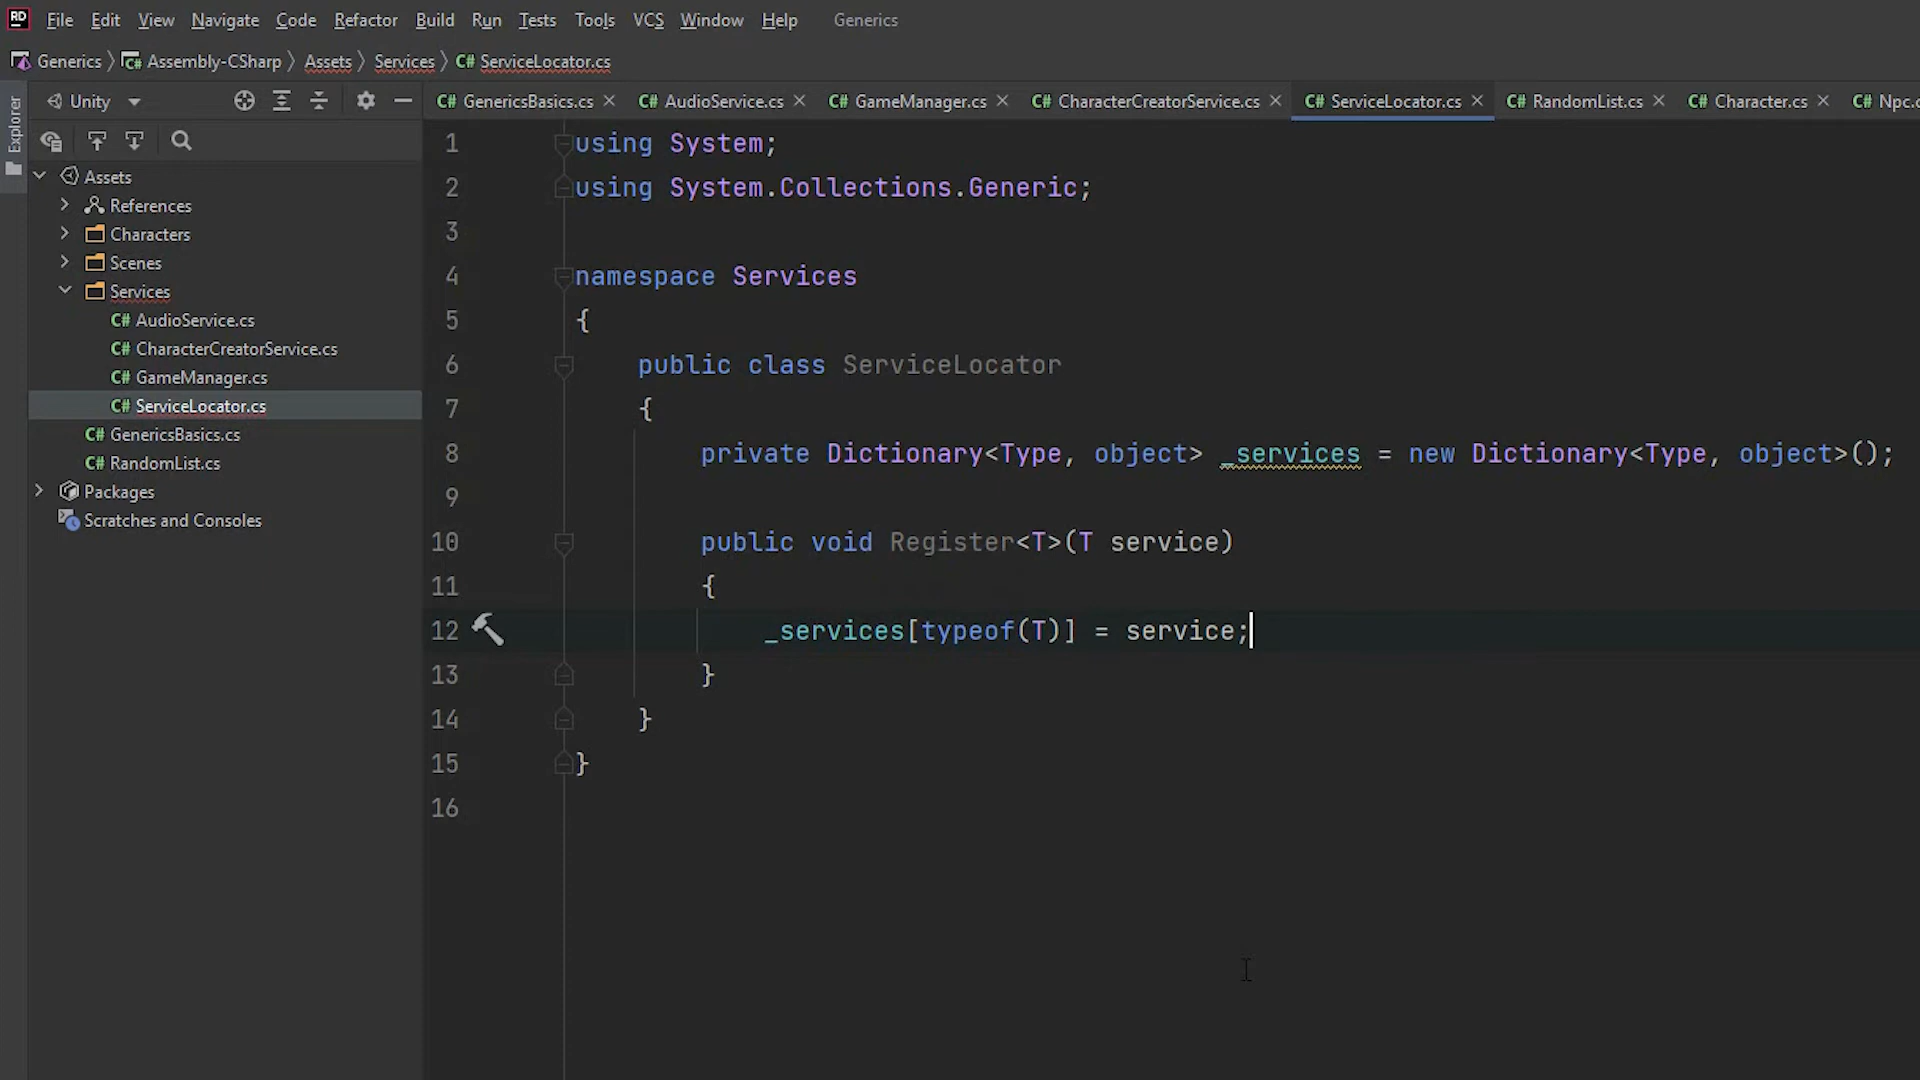 RD File Edit View Navigate Code Refactor Build Run Tests Tools VCS Window Help Generics
Generics Assembly-CSharp Assets Services C# ServiceLocator.cs
Explorer
Unity
C# GenericsBasics.cs C# AudioService.cs C# GameManager.cs C# CharacterCreatorService.cs C# ServiceLocator.cs C# RandomList.cs C# Character.cs C# Npc.c
Assets
References
Characters
Scenes
Services
C# AudioService.cs
C# CharacterCreatorService.cs
C# GameManager.cs
C# ServiceLocator.cs
C# GenericsBasics.cs
C# RandomList.cs
Packages
Scratches and Consoles
1 using System;
2 using System.Collections.Generic;
3
4 namespace Services
5 {
6 public class ServiceLocator
7 {
8 private Dictionary<Type, object> _services = new Dictionary<Type, object>();
9
10 public void Register<T>(T service)
11 {
12 _services[typeof(T)] = service;
13 }
14 }
15 }
16